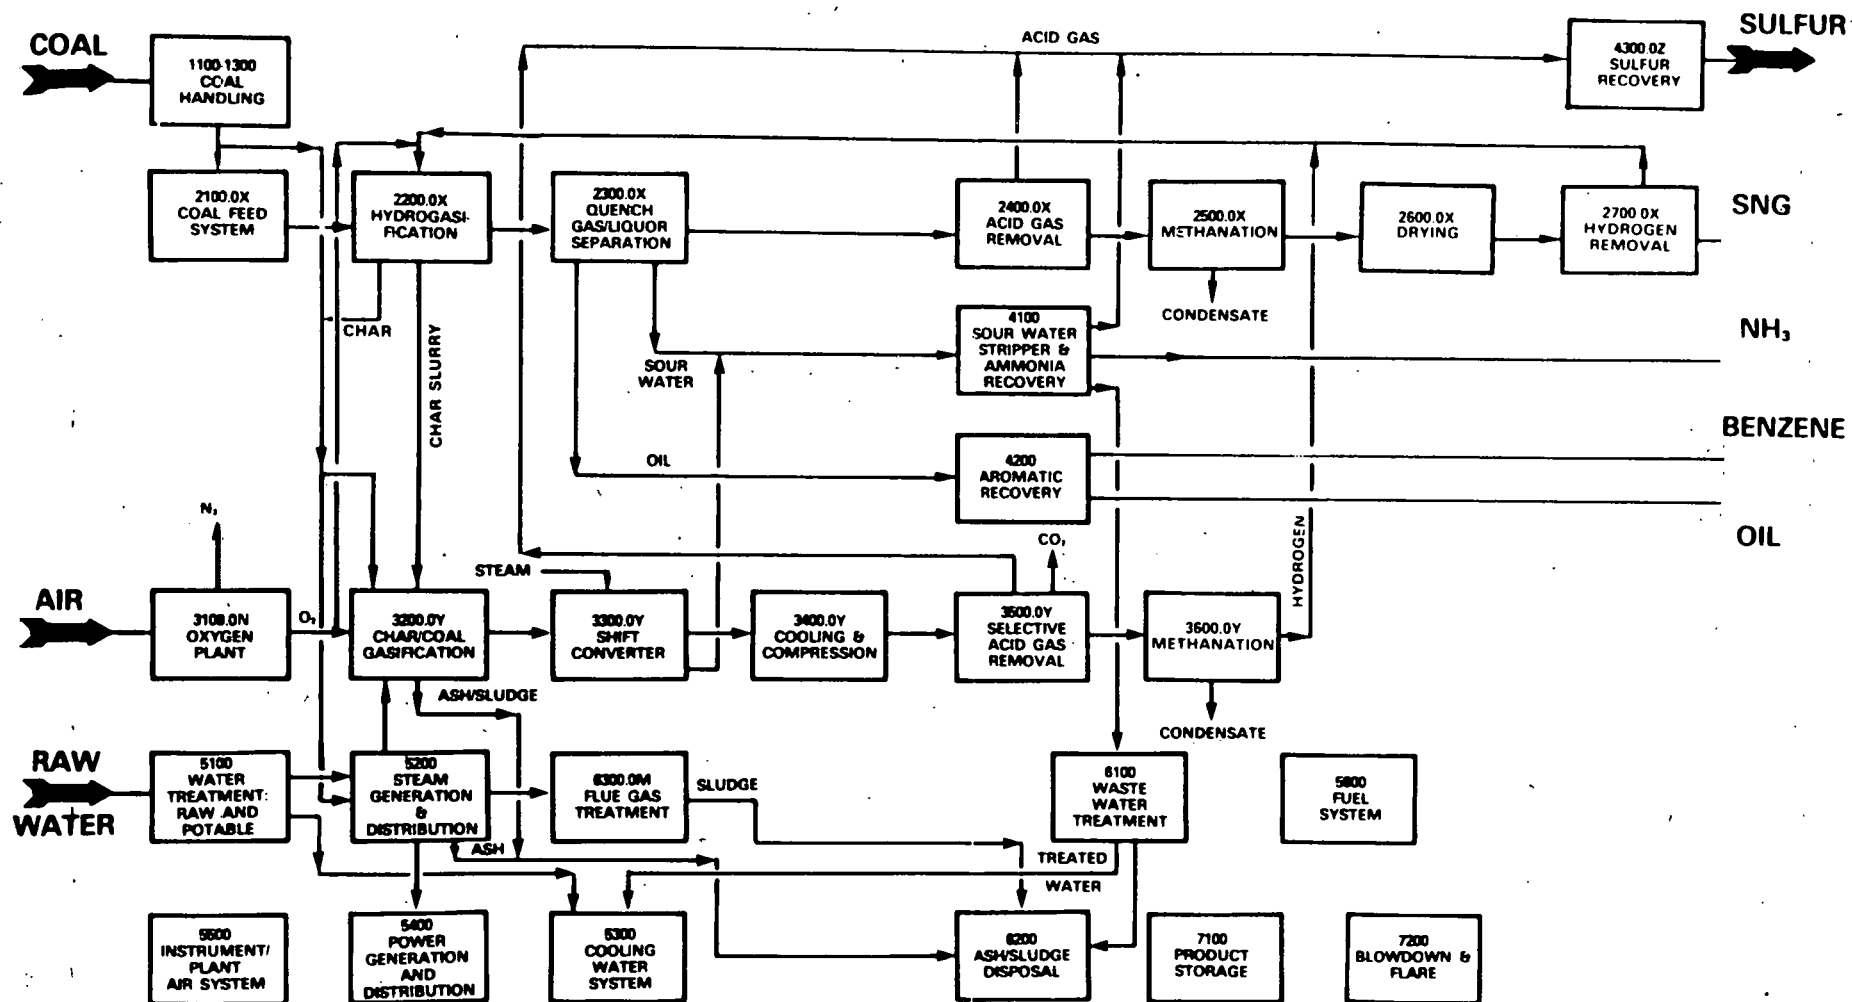 COAL
1100-1300
COAL
HANDLING
ACID GAS
4300.0Z
SULFUR
RECOVERY
SULFUR
2100.0X
COAL FEED
SYSTEM
2200.0X
HYDROGASI-
FICATION
2300.0X
QUENCH
GAS/LIQUOR
SEPARATION
2400.0X
ACID GAS
REMOVAL
2500.0X
METHANATION
2600.0X
DRYING
2700.0X
HYDROGEN
REMOVAL
SNG
CHAR
CHAR SLURRY
SOUR
WATER
4100
SOUR WATER
STRIPPER &
AMMONIA
RECOVERY
CONDENSATE
NH₃
OIL
4200
AROMATIC
RECOVERY
BENZENE
OIL
N₂
STEAM
CO₂
HYDROGEN
AIR
3100.0N
OXYGEN
PLANT
O₂
3200.0Y
CHAR/COAL
GASIFICATION
3300.0Y
SHIFT
CONVERTER
3400.0Y
COOLING &
COMPRESSION
3500.0Y
SELECTIVE
ACID GAS
REMOVAL
3600.0Y
METHANATION
ASH/SLUDGE
CONDENSATE
RAW
WATER
5100
WATER
TREATMENT:
RAW AND
POTABLE
5200
STEAM
GENERATION
&
DISTRIBUTION
6300.0M
FLUE GAS
TREATMENT
SLUDGE
6100
WASTE
WATER
TREATMENT
FUEL
SYSTEM
ASH
TREATED
WATER
INSTRUMENT/
PLANT
AIR SYSTEM
5400
POWER
GENERATION
AND
DISTRIBUTION
5300
COOLING
WATER
SYSTEM
6200
ASH/SLUDGE
DISPOSAL
7100
PRODUCT
STORAGE
7200
BLOWDOWN &
FLARE